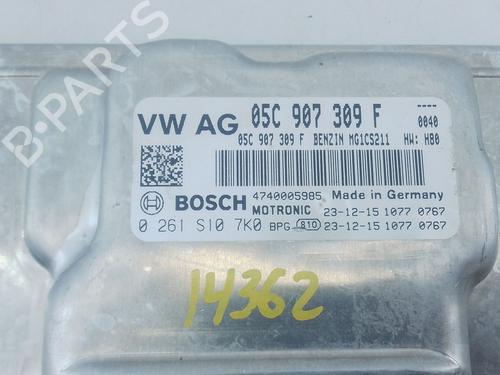 VW AG 05C 907 309 F ----
05C 907 309 F BENZIN MG1CS211 0040
HW: H80
BOSCH 4740005985 Made in Germany
MOTRONIC 23-12-15 1077 0767
0 261 S10 7K0 BPG-810 23-12-15 1077 0767
14362
B-PARTS